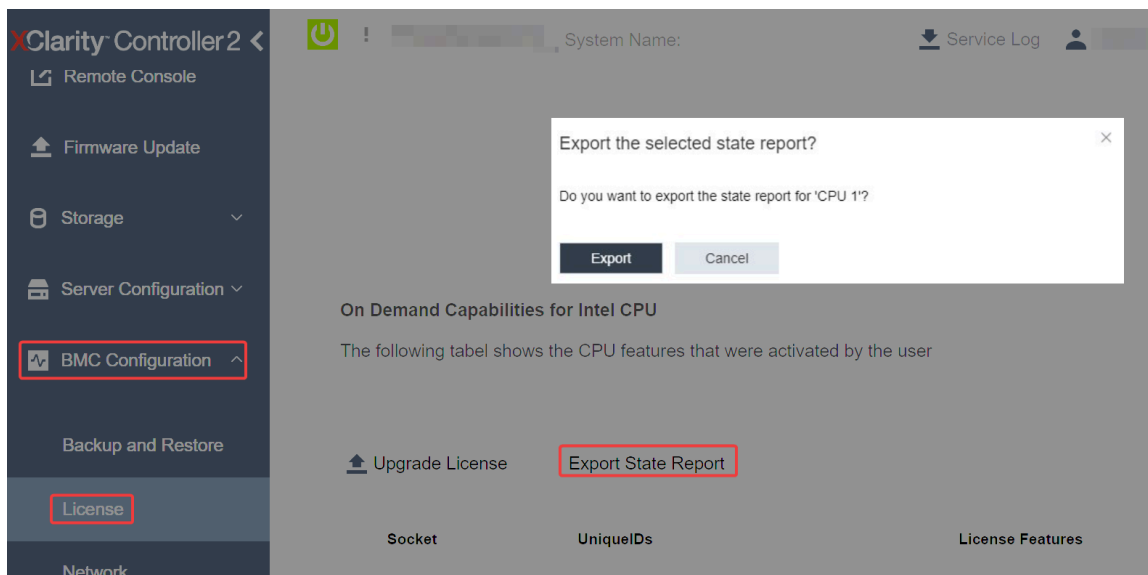 XClarity Controller 2
Remote Console
Firmware Update
Storage
Server Configuration
BMC Configuration
Backup and Restore
License
Network
! System Name:
Service Log
Export the selected state report?
Do you want to export the state report for 'CPU 1'?
Export Cancel
On Demand Capabilities for Intel CPU
The following tabel shows the CPU features that were activated by the user
Upgrade License Export State Report
Socket UniqueIDs License Features